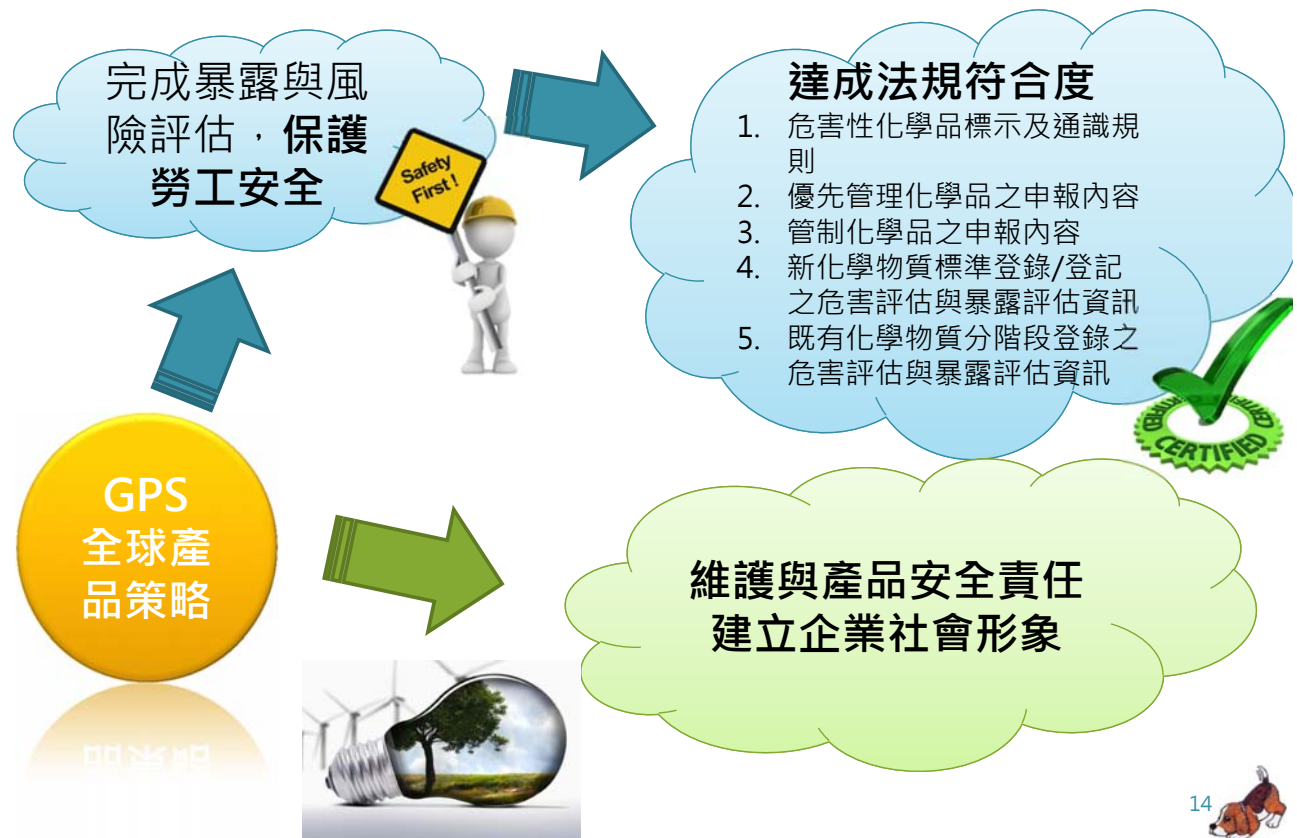 完成暴露與風
險評估，保護
勞工安全
Safety
First !
達成法規符合度
1. 危害性化學品標示及通識規
則
2. 優先管理化學品之申報內容
3. 管制化學品之申報內容
4. 新化學物質標準登錄/登記
之危害評估與暴露評估資訊
5. 既有化學物質分階段登錄之
危害評估與暴露評估資訊
CERTIFIED
CERTIFIED
GPS
全球產
品策略
維護與產品安全責任
建立企業社會形象
14